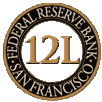 FEDERAL RESERVE BANK
12L
SAN FRANCISCO